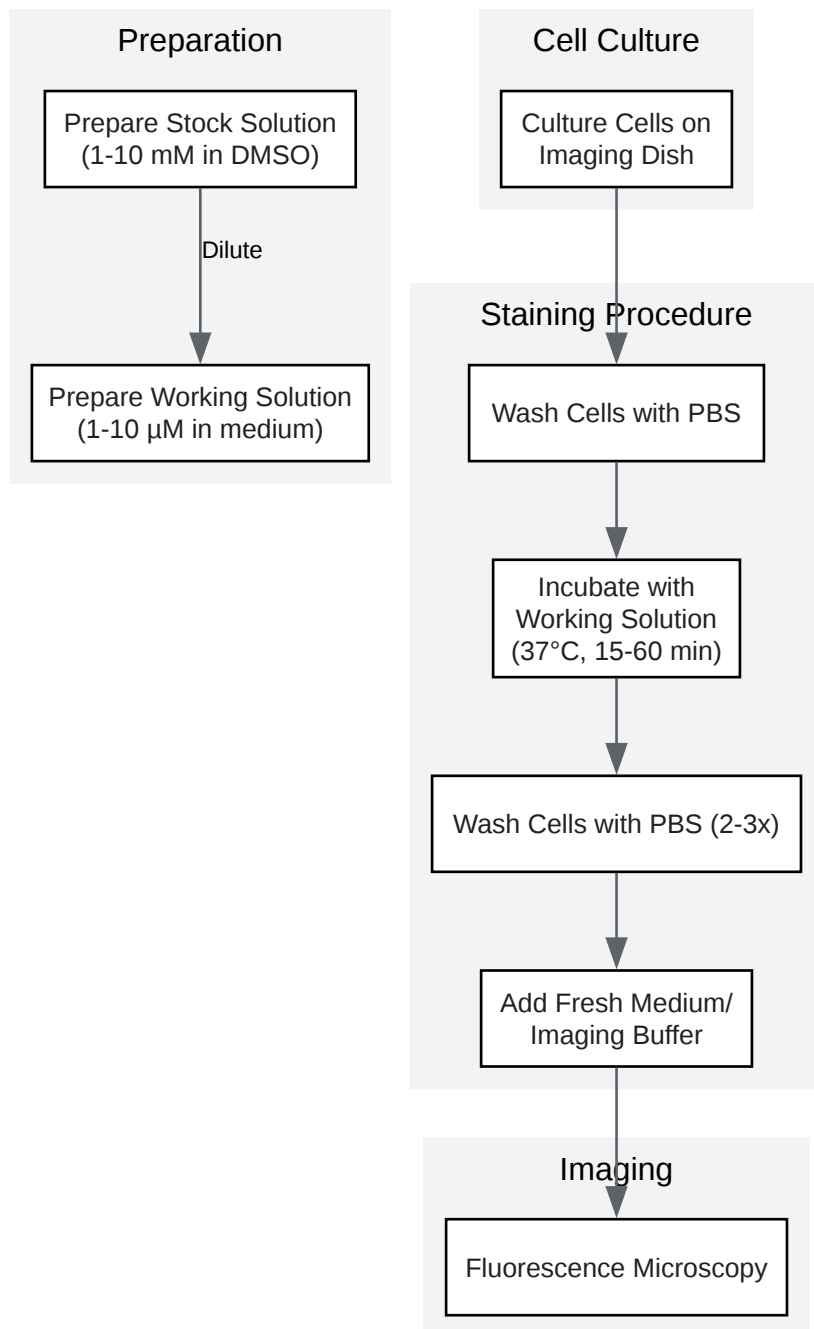 Preparation
Prepare Stock Solution
(1-10 mM in DMSO)
Dilute
Prepare Working Solution
(1-10 µM in medium)
Cell Culture
Culture Cells on
Imaging Dish
Staining Procedure
Wash Cells with PBS
Incubate with
Working Solution
(37°C, 15-60 min)
Wash Cells with PBS (2-3x)
Add Fresh Medium/
Imaging Buffer
Imaging
Fluorescence Microscopy